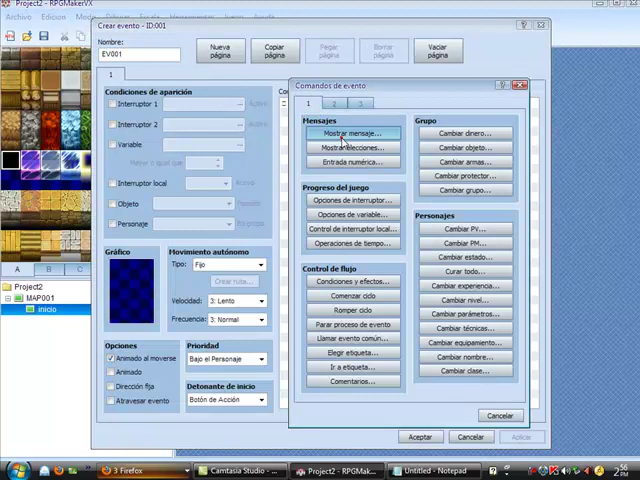 Project2 - RPGMakerVX
Archivo Edicion Modo Dibujar Escala Herramientas Juego Ayuda
Crear evento - ID:001
Nombre:
EV001
Nueva página
Copiar página
Pegar página
Borrar página
Vaciar página
1
Condiciones de aparición
Interruptor 1
Interruptor 2
Variable
Interruptor local
Objeto
Personaje
Gráfico
Movimiento autónomo
Tipo: Fijo
Crear ruta...
Velocidad: 3: Lento
Frecuencia: 3: Normal
Opciones
Animado al moverse
Animado
Dirección fija
Atravesar evento
Prioridad
Bajo el Personaje
Detonante de inicio
Botón de Acción
Aceptar
Cancelar
Aplicar
Comandos de evento
1 2 3
Mensajes
Mostrar mensaje...
Mostrar elecciones...
Entrada numérica...
Progreso del juego
Opciones de interruptor...
Opciones de variable...
Control de interruptor local...
Operaciones de tiempo...
Control de flujo
Condiciones y efectos...
Comenzar ciclo
Romper ciclo
Parar proceso de evento
Llamar evento común...
Elegir etiqueta...
Ir a etiqueta...
Comentarios...
Grupo
Cambiar dinero...
Cambiar objeto...
Cambiar armas...
Cambiar protector...
Cambiar grupo...
Personajes
Cambiar PV...
Cambiar PM...
Cambiar estado...
Curar todo...
Cambiar experiencia...
Cambiar nivel...
Cambiar parámetros...
Cambiar técnicas...
Cambiar equipamiento...
Cambiar nombre...
Cambiar clase...
Cancelar
A B
Project2
MAP001
inicio
3 Firefox
Camtasia Studio - ...
Project2 - RPGMak...
Untitled - Notepad
2:56 PM